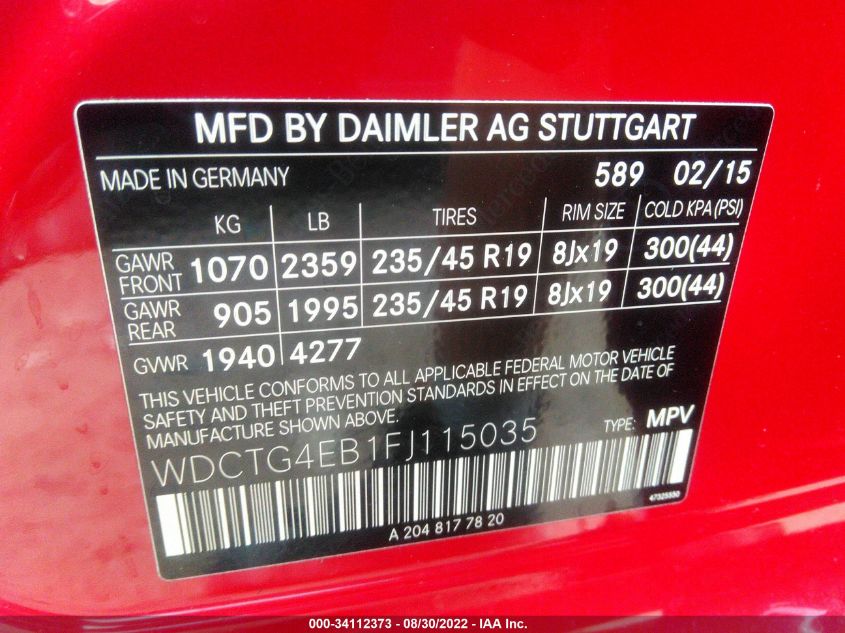 MFD BY DAIMLER AG STUTTGART
MADE IN GERMANY 589 02/15
KG LB TIRES RIM SIZE COLD KPA (PSI)
GAWR FRONT 1070 2359 235/45 R19 8Jx19 300(44)
GAWR REAR 905 1995 235/45 R19 8Jx19 300(44)
GVWR 1940 4277
THIS VEHICLE CONFORMS TO ALL APPLICABLE FEDERAL MOTOR VEHICLE
SAFETY AND THEFT PREVENTION STANDARDS IN EFFECT ON THE DATE OF
MANUFACTURE SHOWN ABOVE.
WDCTG4EB1FJ115035 TYPE: MPV
47325550
A 204 817 78 20
000-34112373 - 08/30/2022 - IAA Inc.